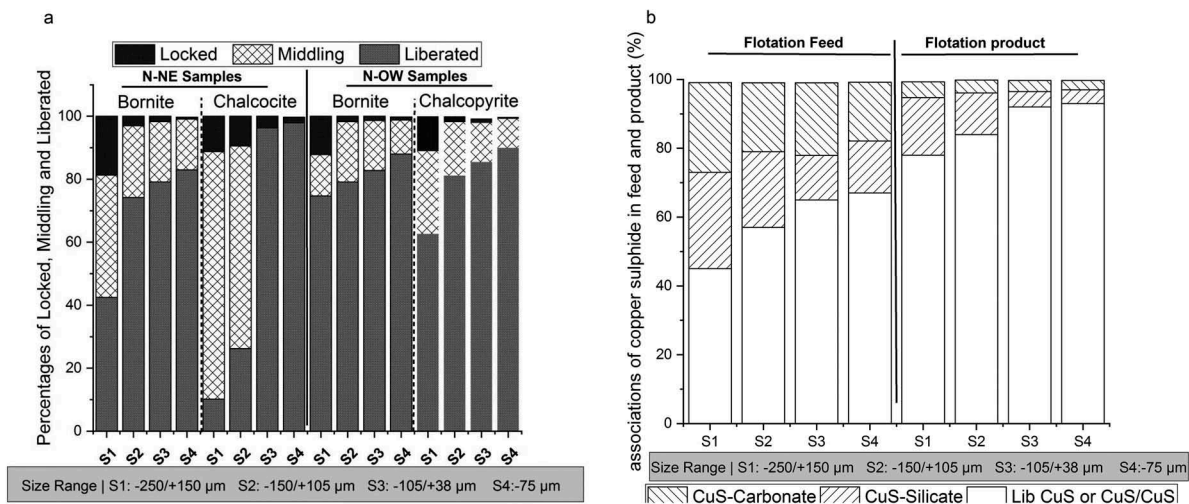 a
Locked Middling Liberated
N-NE Samples N-OW Samples
Bornite Chalcocite Bornite Chalcopyrite
Percentages of Locked, Middling and Liberated
100
80
60
40
20
0
S1 S2 S3 S4 S1 S2 S3 S4 S1 S2 S3 S4 S1 S2 S3 S4
Size Range | S1: -250/+150 µm S2: -150/+105 µm S3: -105/+38 µm S4:-75 µm
b
Flotation Feed Flotation product
associations of copper sulphide in feed and product (%)
100
80
60
40
20
0
S1 S2 S3 S4 S1 S2 S3 S4
Size Range | S1: -250/+150 µm S2: -150/+105 µm S3: -105/+38 µm S4:-75 µm
CuS-Carbonate CuS-Silicate Lib CuS or CuS/CuS